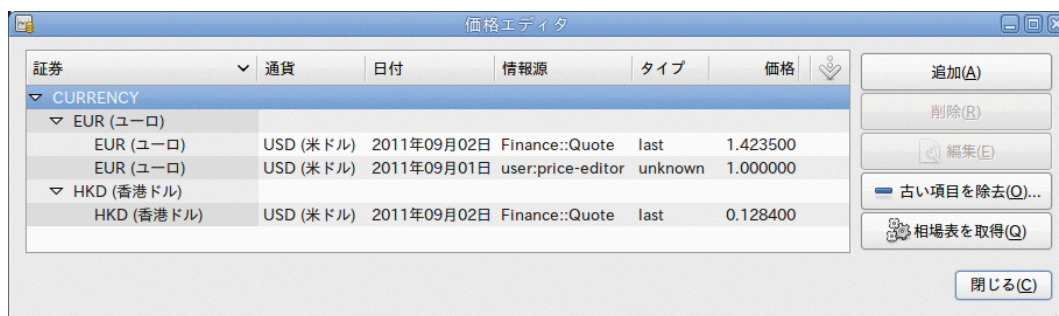 価格エディタ
証券 通貨 日付 情報源 タイプ 価格
追加(A)
CURRENCY
削除(R)
EUR (ユーロ)
EUR (ユーロ) USD (米ドル) 2011年09月02日 Finance::Quote last 1.423500
編集(E)
EUR (ユーロ) USD (米ドル) 2011年09月01日 user:price-editor unknown 1.000000
HKD (香港ドル)
古い項目を除去(O)...
HKD (香港ドル) USD (米ドル) 2011年09月02日 Finance::Quote last 0.128400
相場表を取得(Q)
閉じる(C)